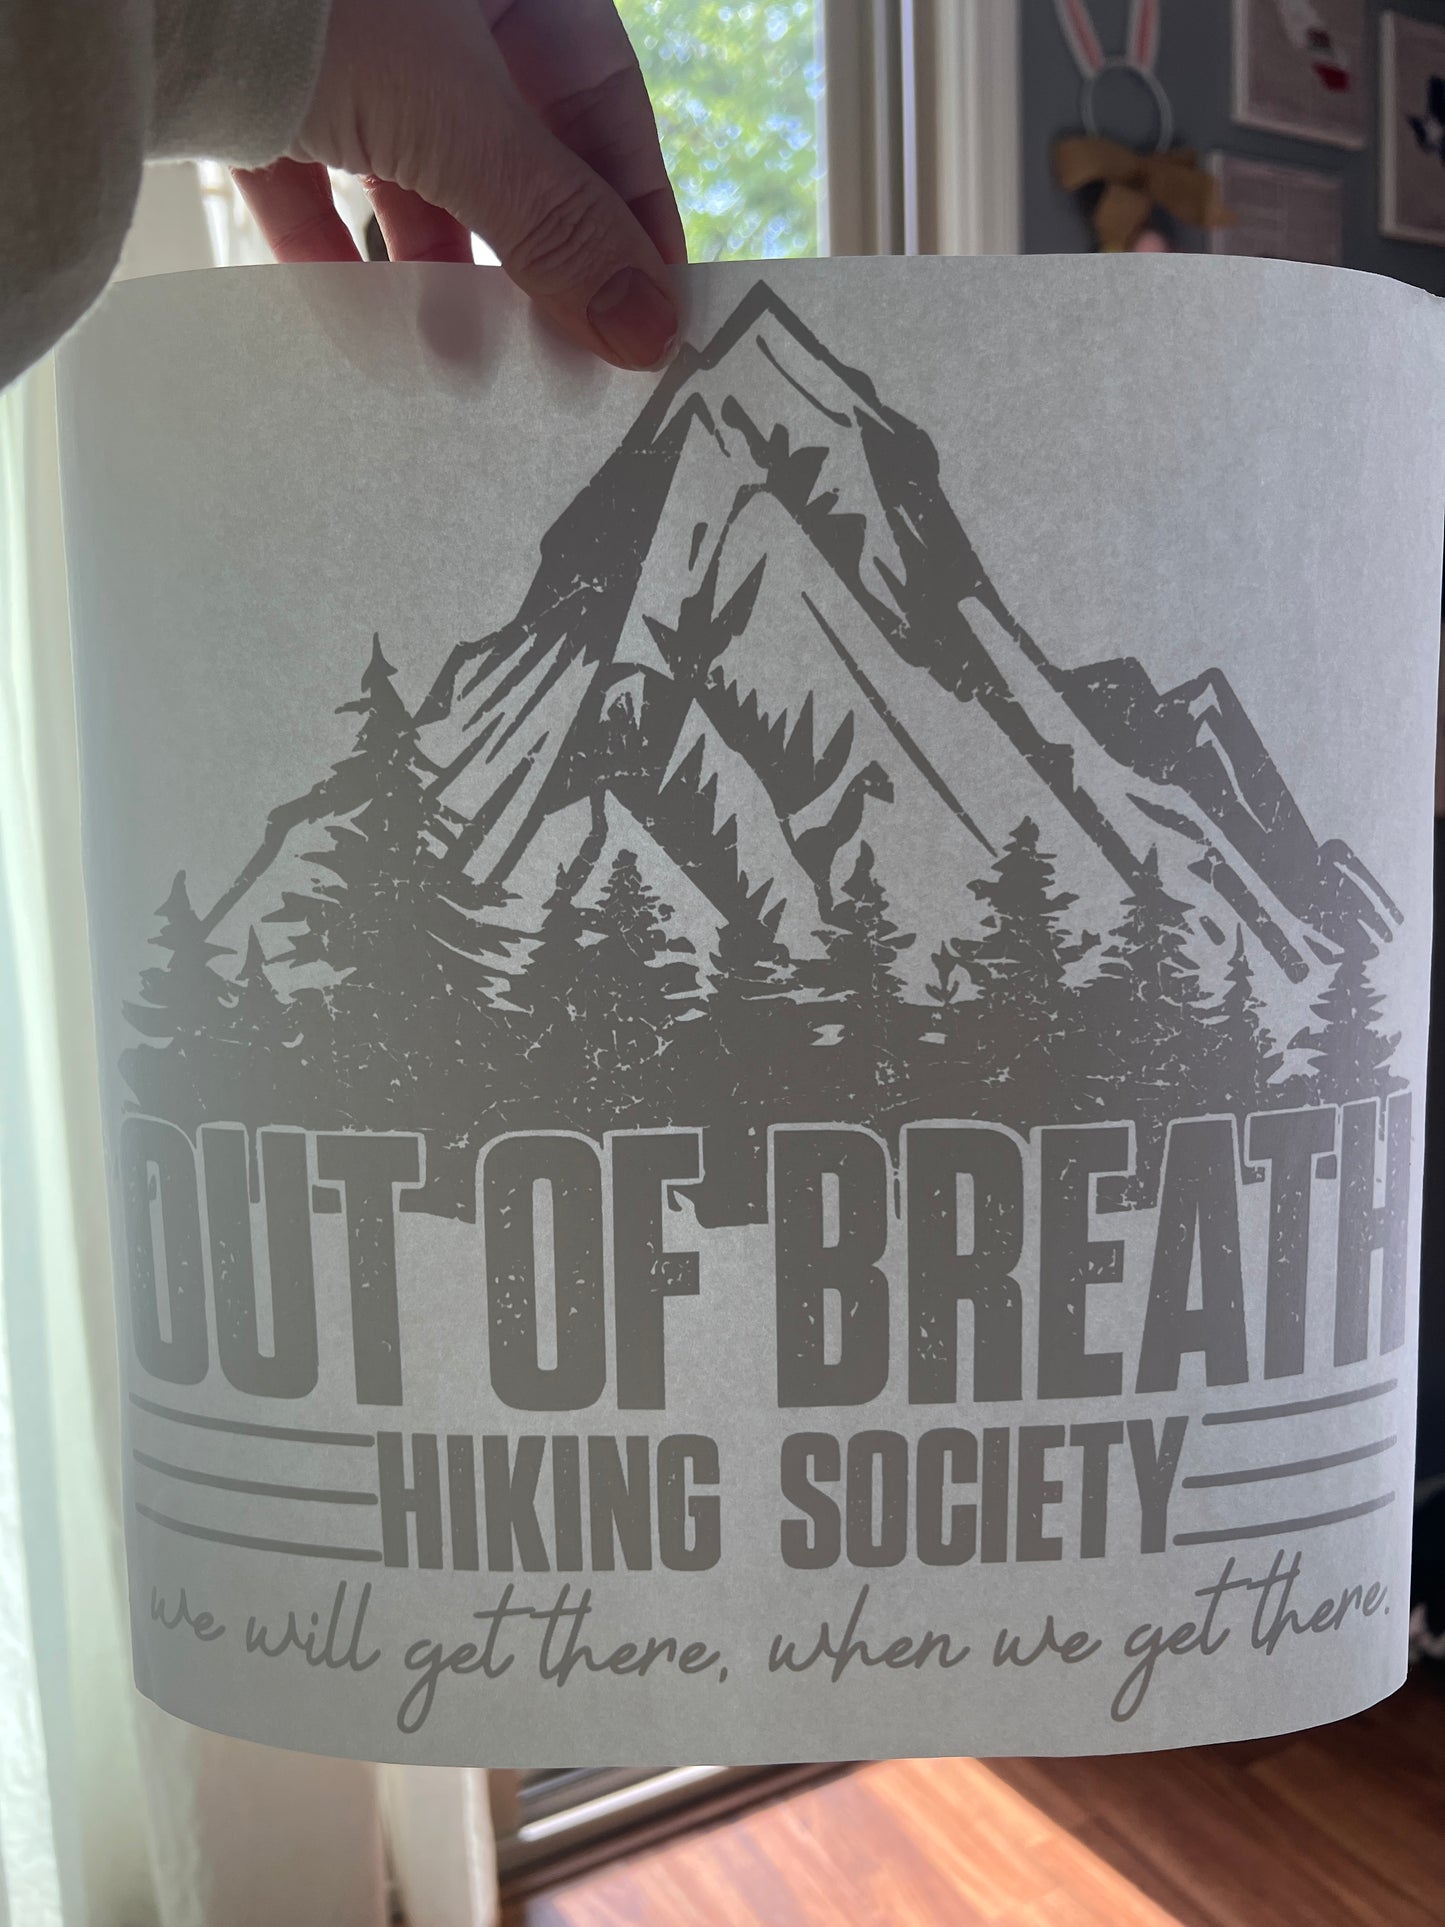 OUT OF BREATH
HIKING SOCIETY
we will get there, when we get there.